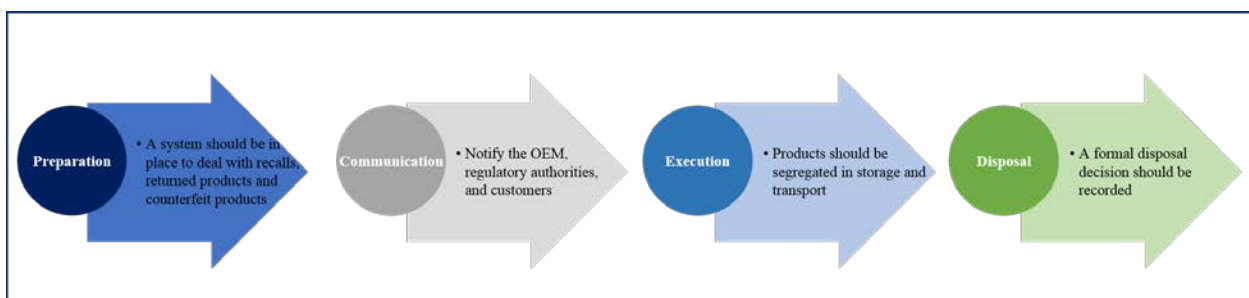 Preparation
• A system should be in
place to deal with recalls,
returned products and
counterfeit products
Communication
• Notify the OEM,
regulatory authorities,
and customers
Execution
• Products should be
segregated in storage and
transport
Disposal
• A formal disposal
decision should be
recorded